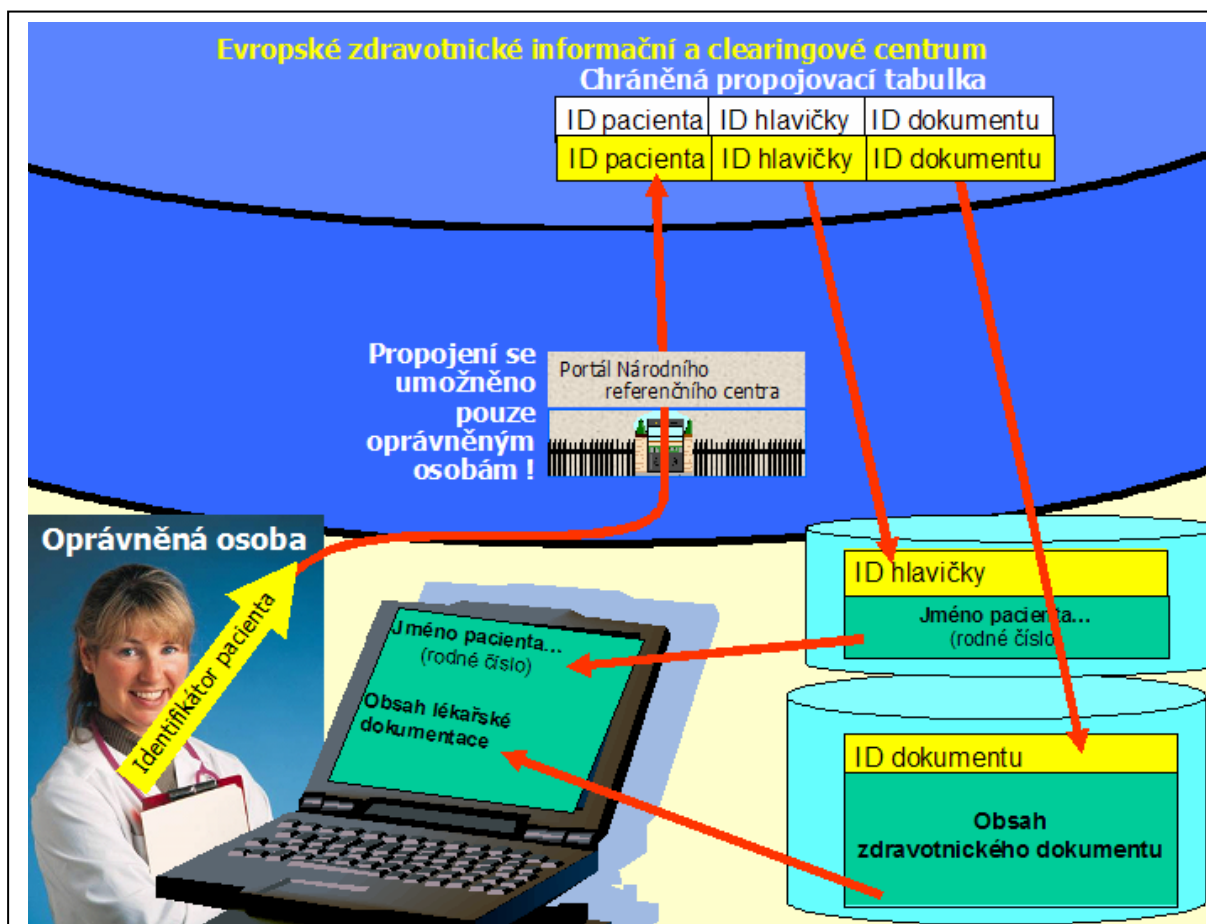 Evropské zdravotnické informační a clearingové centrum
Chráněná propojovací tabulka
ID pacienta ID hlavičky ID dokumentu
ID pacienta ID hlavičky ID dokumentu
Propojení se
umožněno
pouze
oprávněným
osobám !
Portál Národního
referenčního centra
Oprávněná osoba
Identifikátor pacienta
Jméno pacienta...
(rodné číslo)
Obsah lékařské
dokumentace
ID hlavičky
Jméno pacienta...
(rodné číslo
ID dokumentu
Obsah
zdravotnického dokumentu